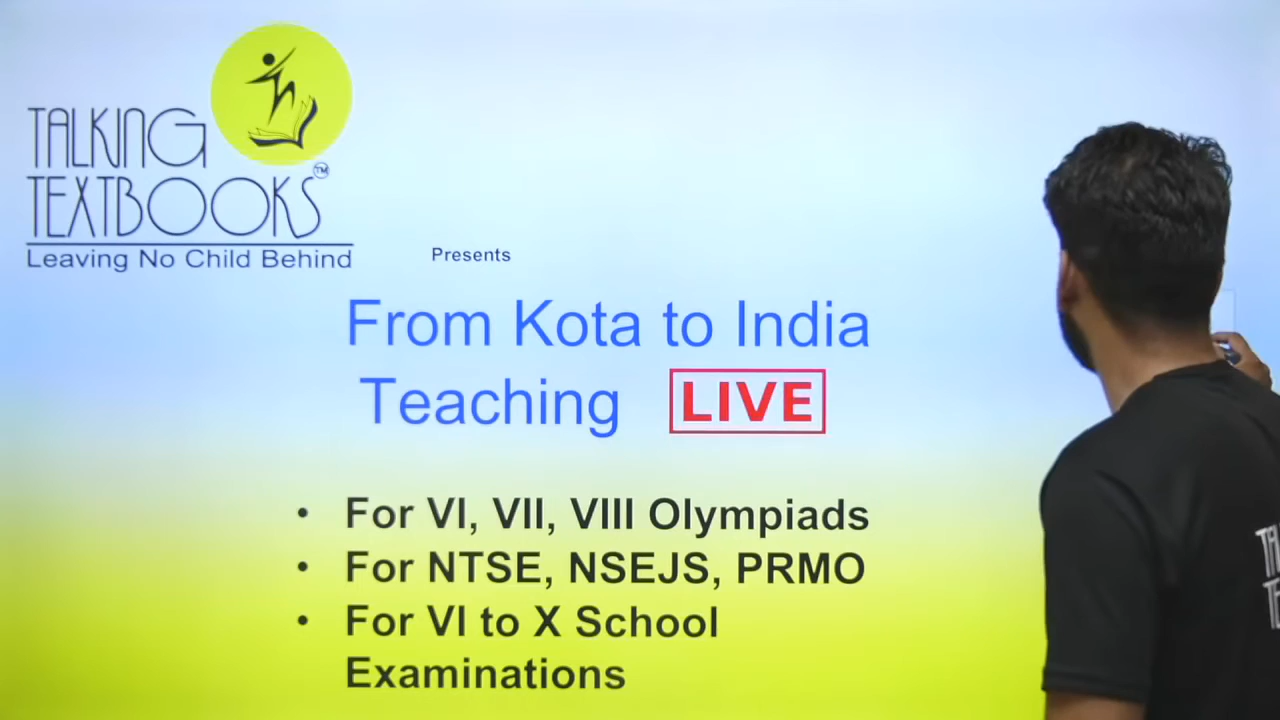 TALKING
TEXTBOOKS™
Leaving No Child Behind
Presents
From Kota to India
Teaching LIVE
• For VI, VII, VIII Olympiads
• For NTSE, NSEJS, PRMO
• For VI to X School
Examinations